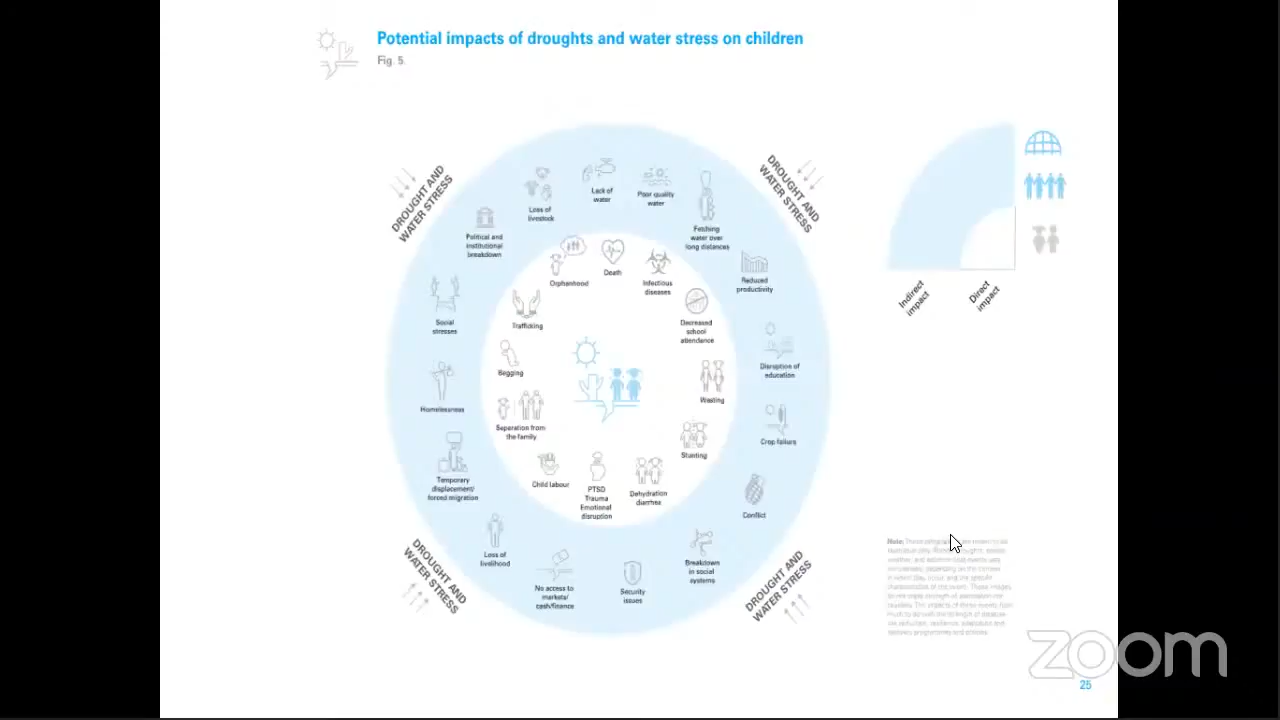 Potential impacts of droughts and water stress on children
Fig. 5.
DROUGHT AND
WATER STRESS
DROUGHT AND
WATER STRESS
Lack of
water
Poor quality
water
Loss of
livestock
Fetching
water over
long distances
Political and
institutional
breakdown
Reduced
productivity
Social
stresses
Disruption of
education
Homelessness
Crop failure
Temporary
displacement/
forced migration
Conflict
Loss of
livelihood
Breakdown
in social
systems
No access to
markets/
cash/finance
Security
issues
Orphanhood
Death
Infectious
diseases
Trafficking
Decreased
school
attendance
Begging
Wasting
Separation from
the family
Stunting
Child labour
PTSD
Trauma
Emotional
disruption
Dehydration
diarrhea
DROUGHT AND
WATER STRESS
DROUGHT AND
WATER STRESS
Indirect
impact
Direct
impact
Note:
zoom
25